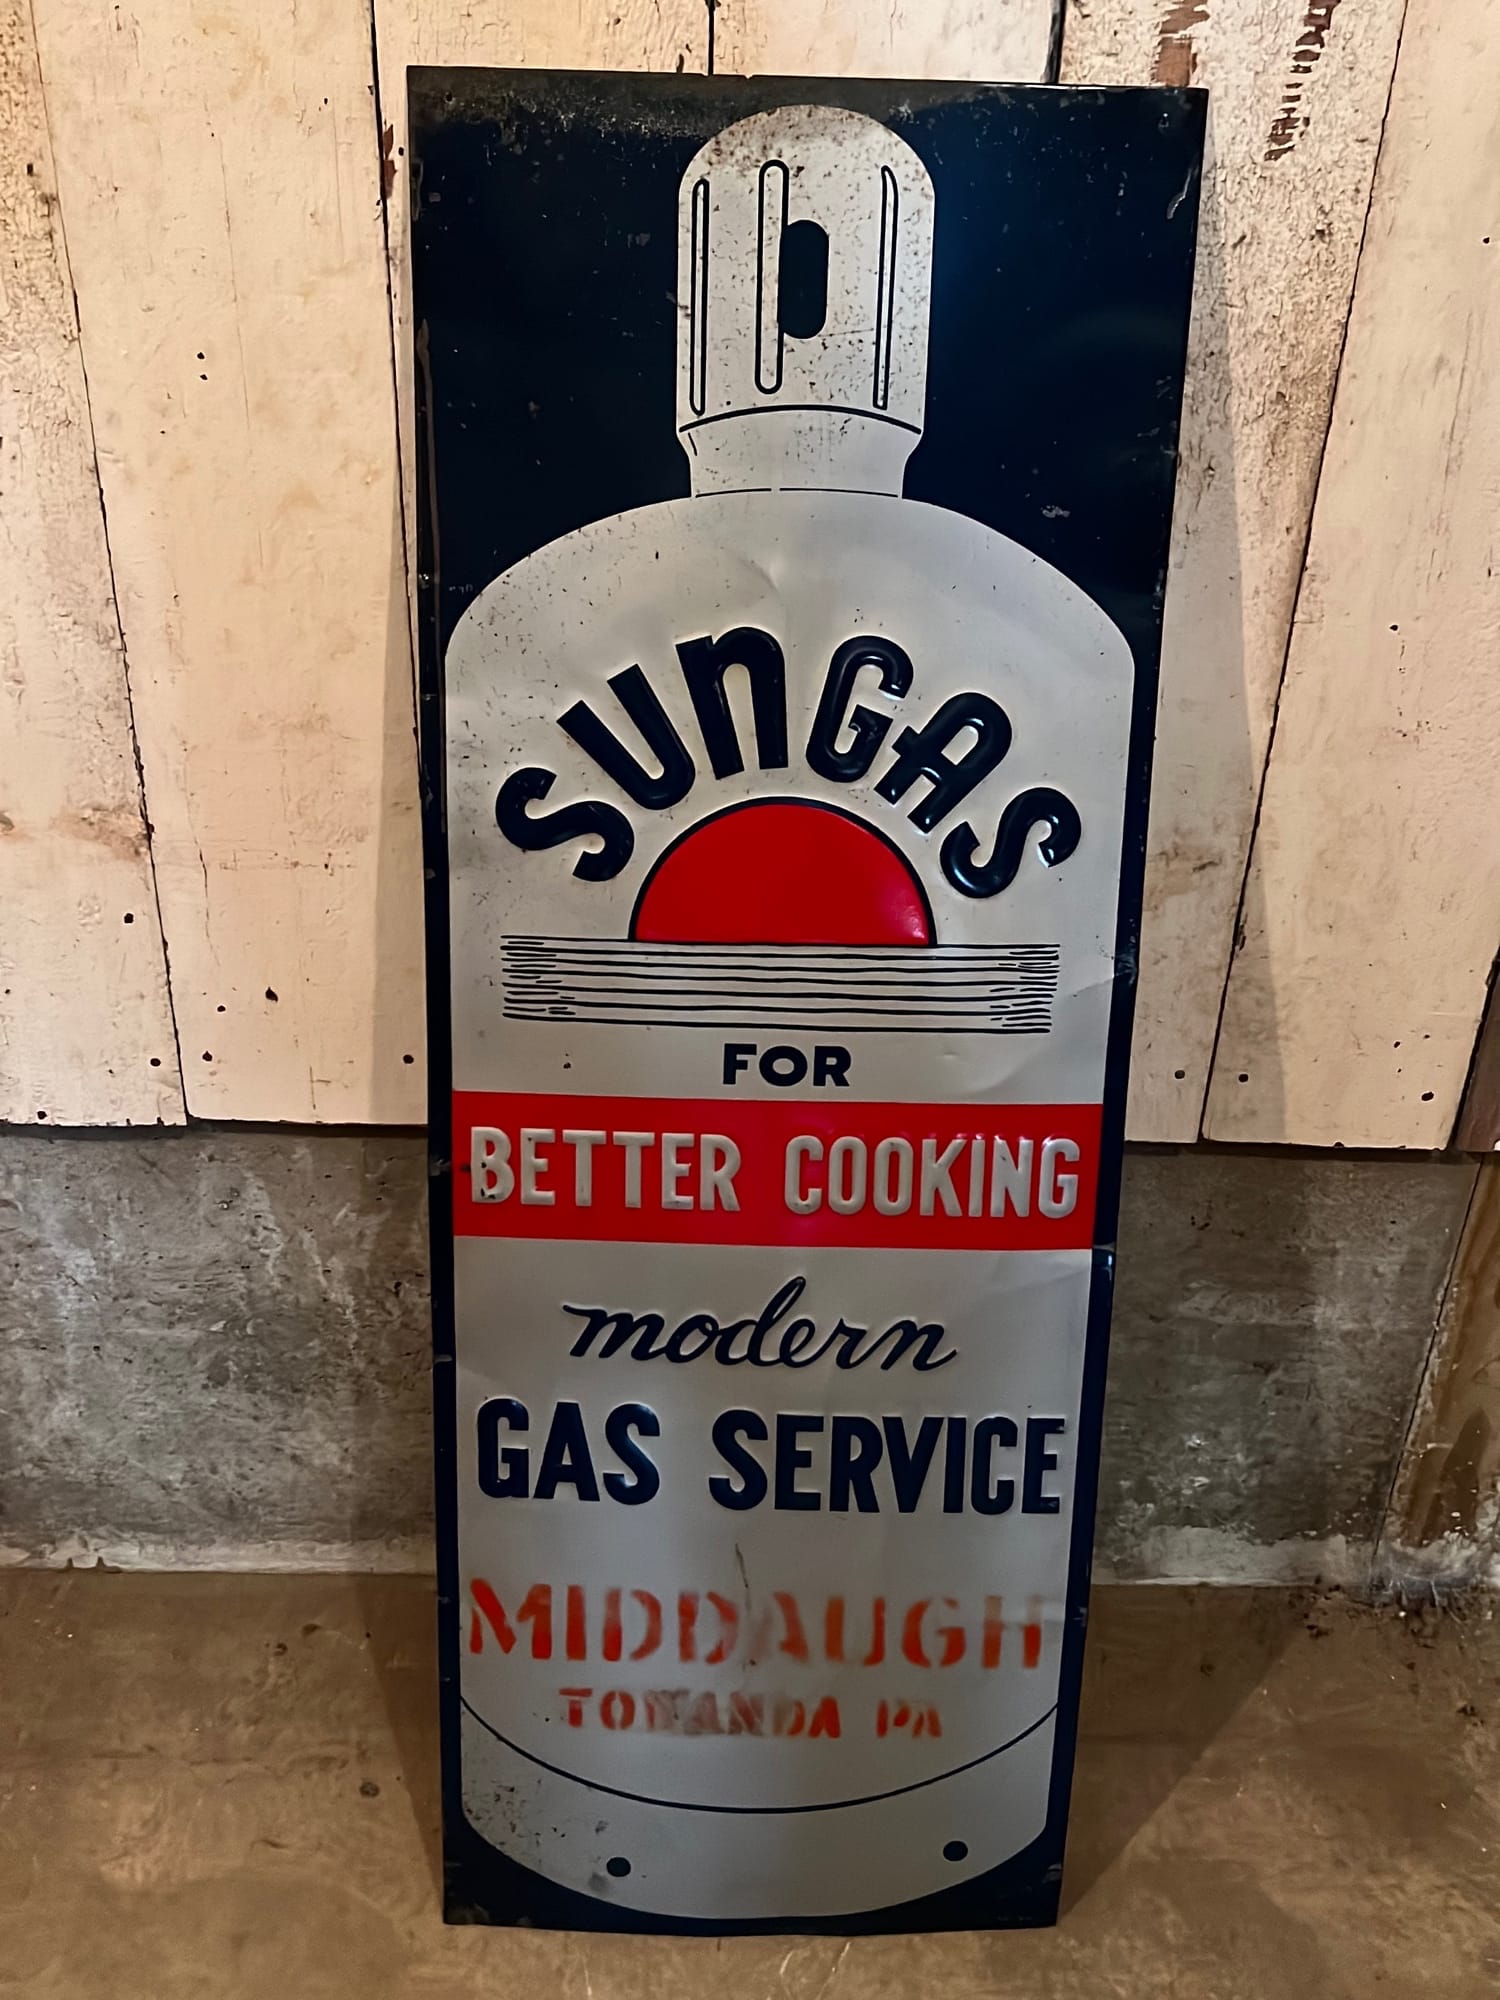 SUNGAS
FOR
BETTER COOKING
modern
GAS SERVICE
MIDDAUGH
TOWANDA PA